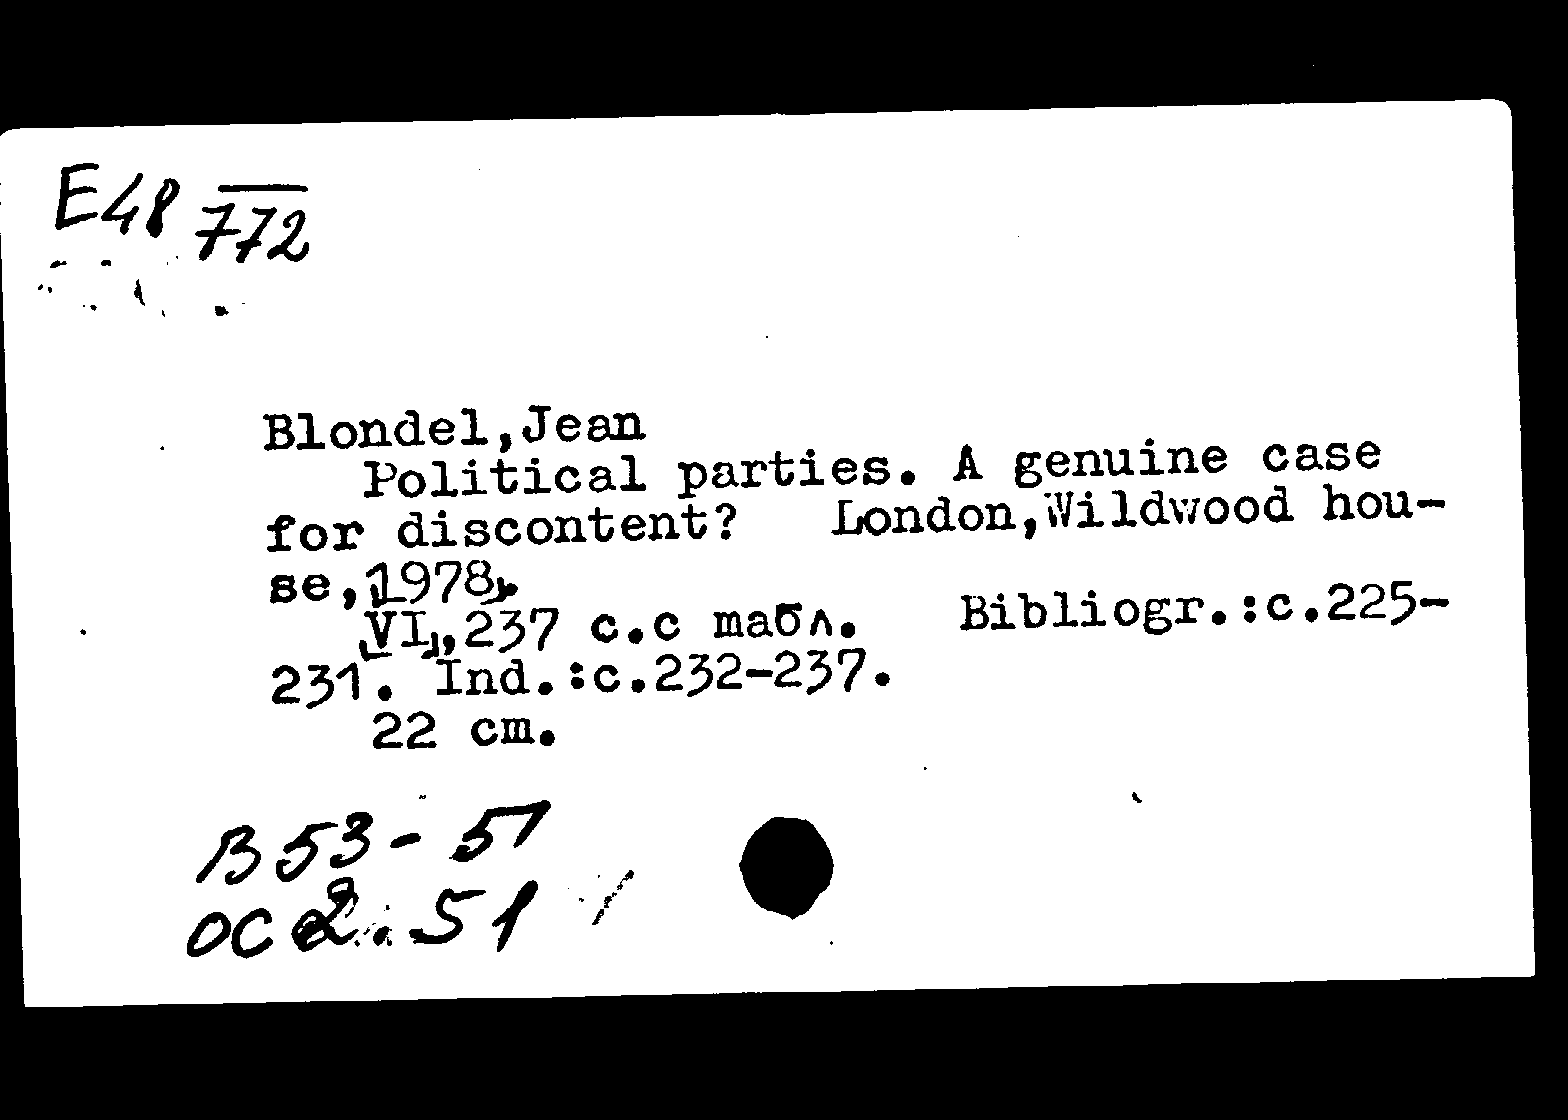 E48 772
Blondel,Jean
Political parties. A genuine case
for discontent? London,Wildwood hou-
se,1978.
[VI],237 c.c табл. Bibliogr.:c.225-
231. Ind.:c.232-237.
22 cm.
B53-51
OC2.51